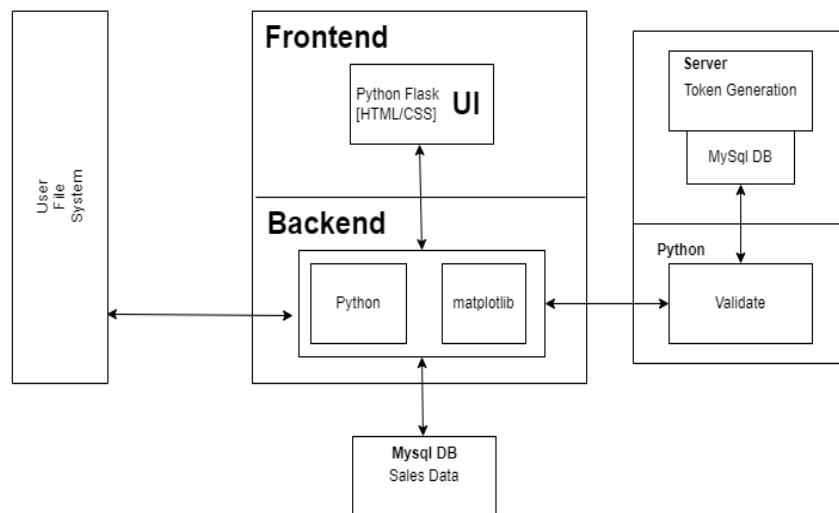 User
File
System
Frontend
Python Flask
[HTML/CSS]
UI
Backend
Python
matplotlib
Mysql DB
Sales Data
Server
Token Generation
MySql DB
Python
Validate